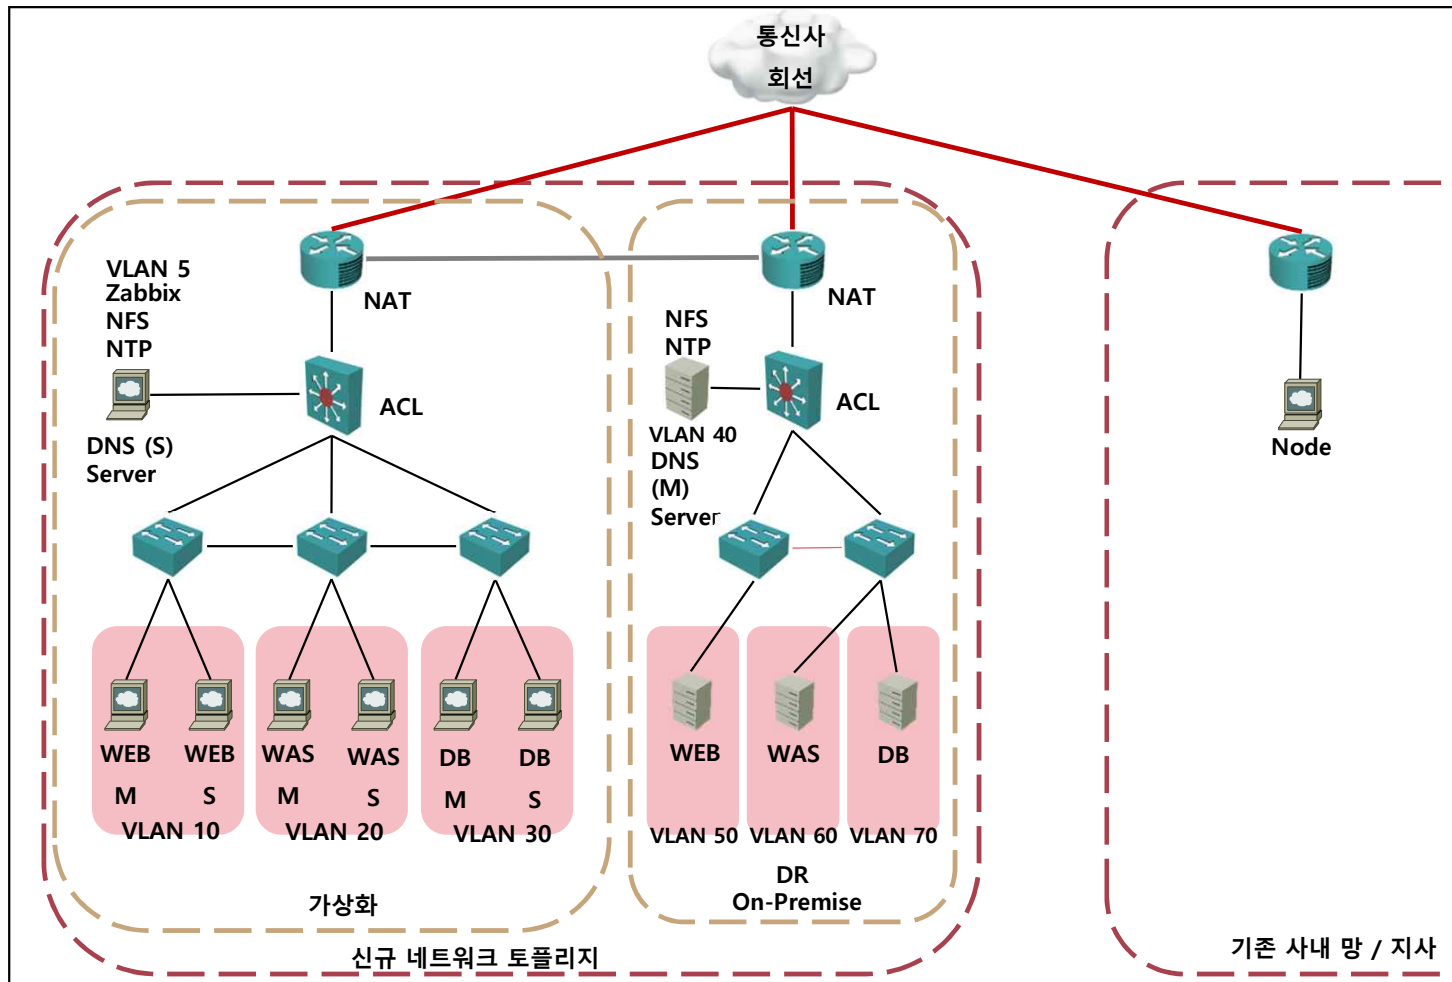 통신사
회선
VLAN 5
Zabbix
NFS
NTP
NAT
ACL
DNS (S)
Server
WEB
M
WEB
S
VLAN 10
WAS
M
WAS
S
VLAN 20
DB
M
DB
S
VLAN 30
가상화
NAT
NFS
NTP
ACL
VLAN 40
DNS
(M)
Server
WEB
VLAN 50
WAS
VLAN 60
DB
VLAN 70
DR
On-Premise
신규 네트워크 토플리지
Node
기존 사내 망 / 지사